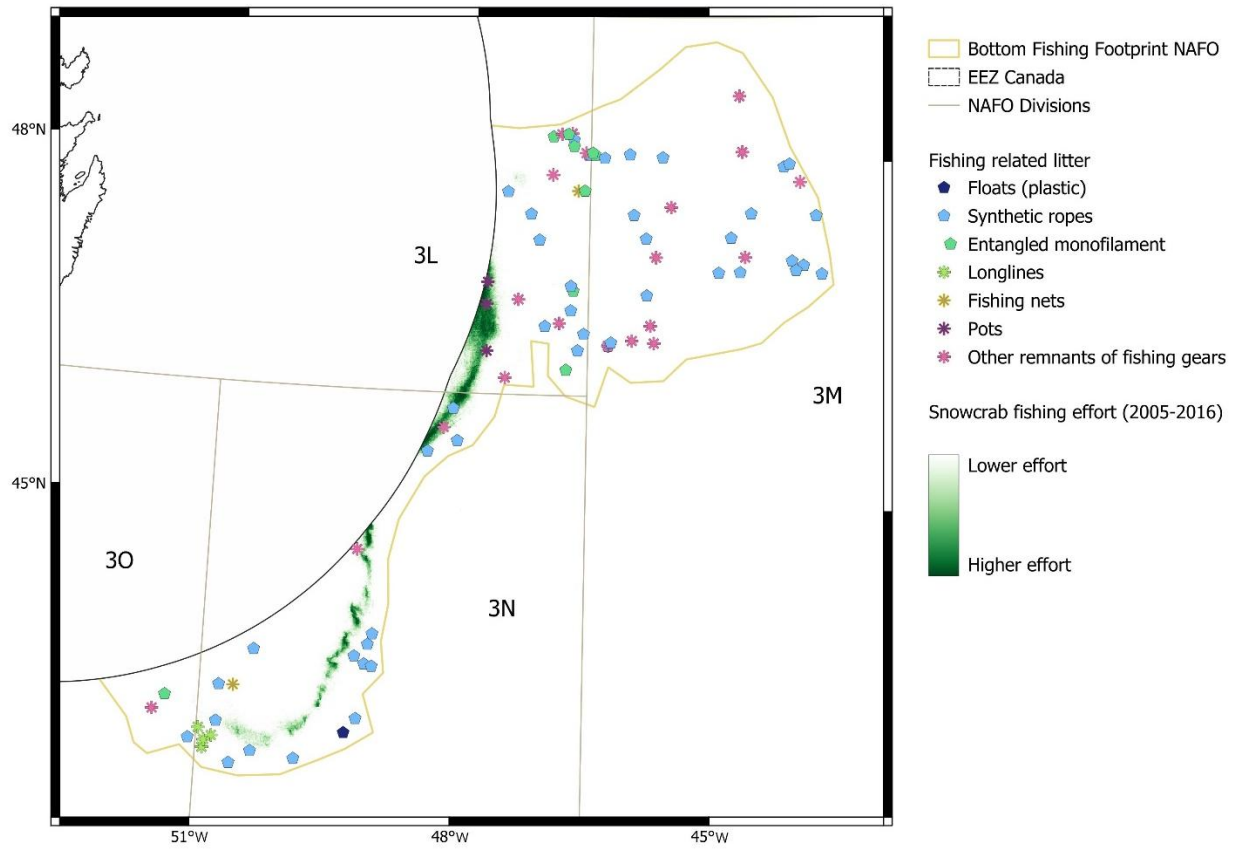 48°N
45°N
51°W
48°W
45°W
3L
3M
3O
3N
Bottom Fishing Footprint NAFO
EEZ Canada
NAFO Divisions
Fishing related litter
Floats (plastic)
Synthetic ropes
Entangled monofilament
Longlines
Fishing nets
Pots
Other remnants of fishing gears
Snowcrab fishing effort (2005-2016)
Lower effort
Higher effort